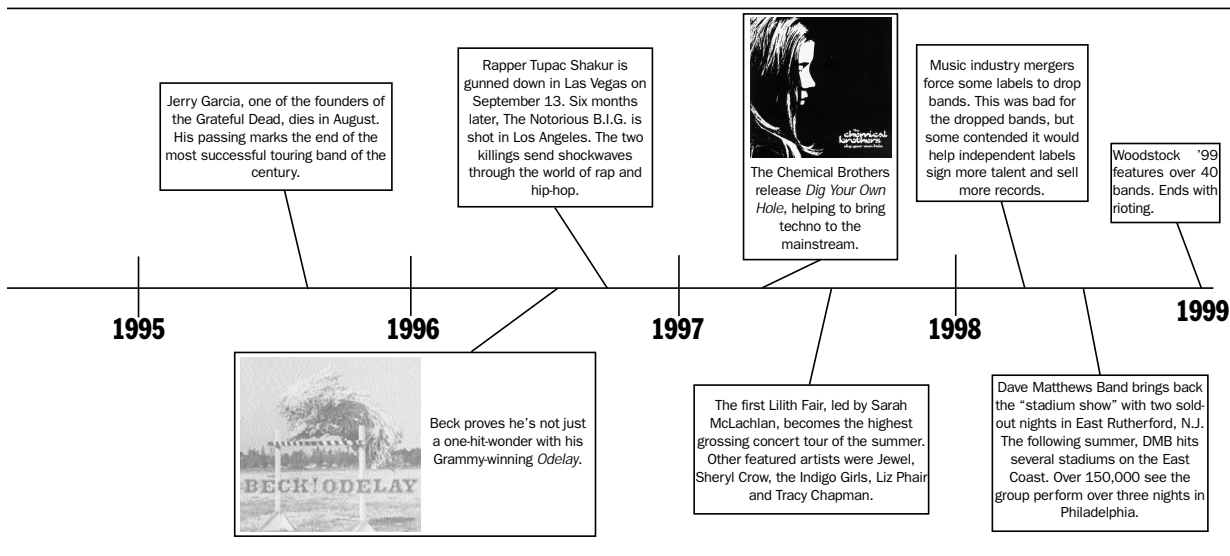 Jerry Garcia, one of the founders of
the Grateful Dead, dies in August.
His passing marks the end of the
most successful touring band of the
century.
Rapper Tupac Shakur is
gunned down in Las Vegas on
September 13. Six months
later, The Notorious B.I.G. is
shot in Los Angeles. The two
killings send shockwaves
through the world of rap and
hip-hop.
the
chemical
brothers
dig your own hole
The Chemical Brothers
release Dig Your Own
Hole, helping to bring
techno to the
mainstream.
Music industry mergers
force some labels to drop
bands. This was bad for
the dropped bands, but
some contended it would
help independent labels
sign more talent and sell
more records.
Woodstock '99
features over 40
bands. Ends with
rioting.
1995
1996
1997
1998
1999
BECK! ODELAY
Beck proves he's not just
a one-hit-wonder with his
Grammy-winning Odelay.
The first Lilith Fair, led by Sarah
McLachlan, becomes the highest
grossing concert tour of the summer.
Other featured artists were Jewel,
Sheryl Crow, the Indigo Girls, Liz Phair
and Tracy Chapman.
Dave Matthews Band brings back
the “stadium show” with two sold-
out nights in East Rutherford, N.J.
The following summer, DMB hits
several stadiums on the East
Coast. Over 150,000 see the
group perform over three nights in
Philadelphia.